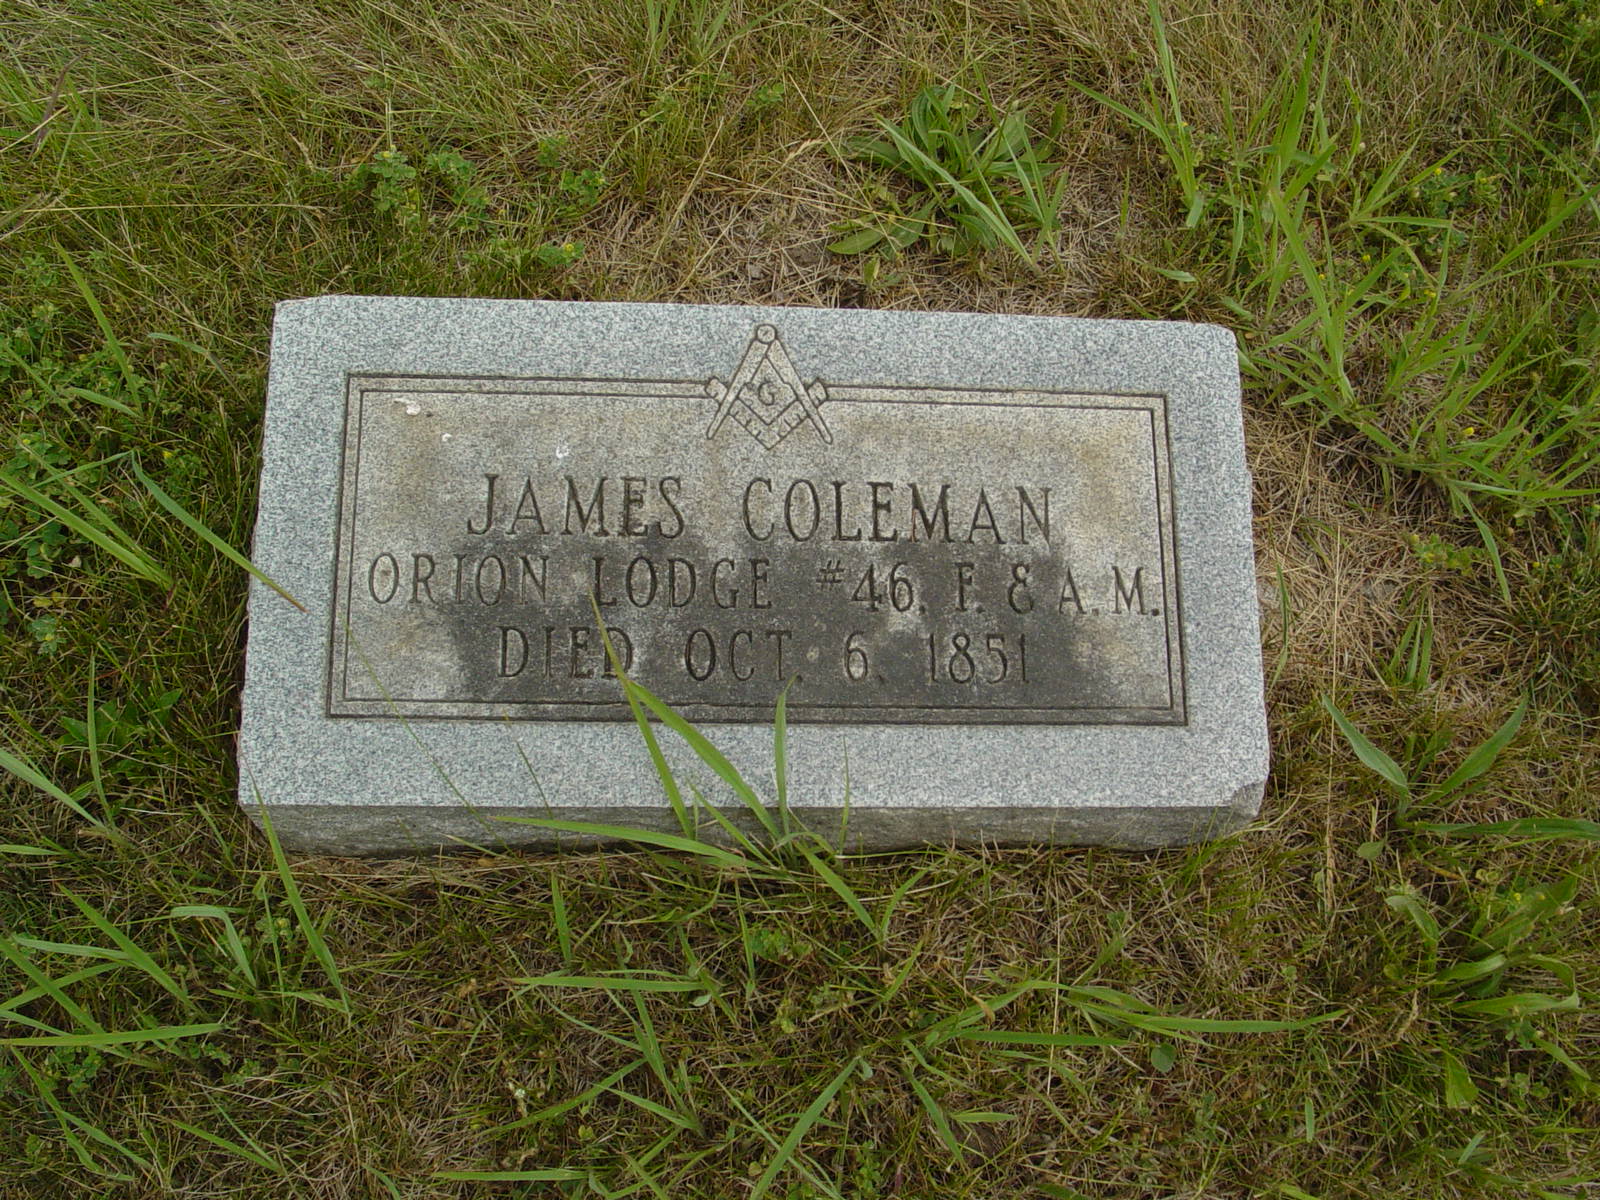 G
JAMES COLEMAN
ORION LODGE #46. F. & A. M.
DIED OCT. 6. 1851